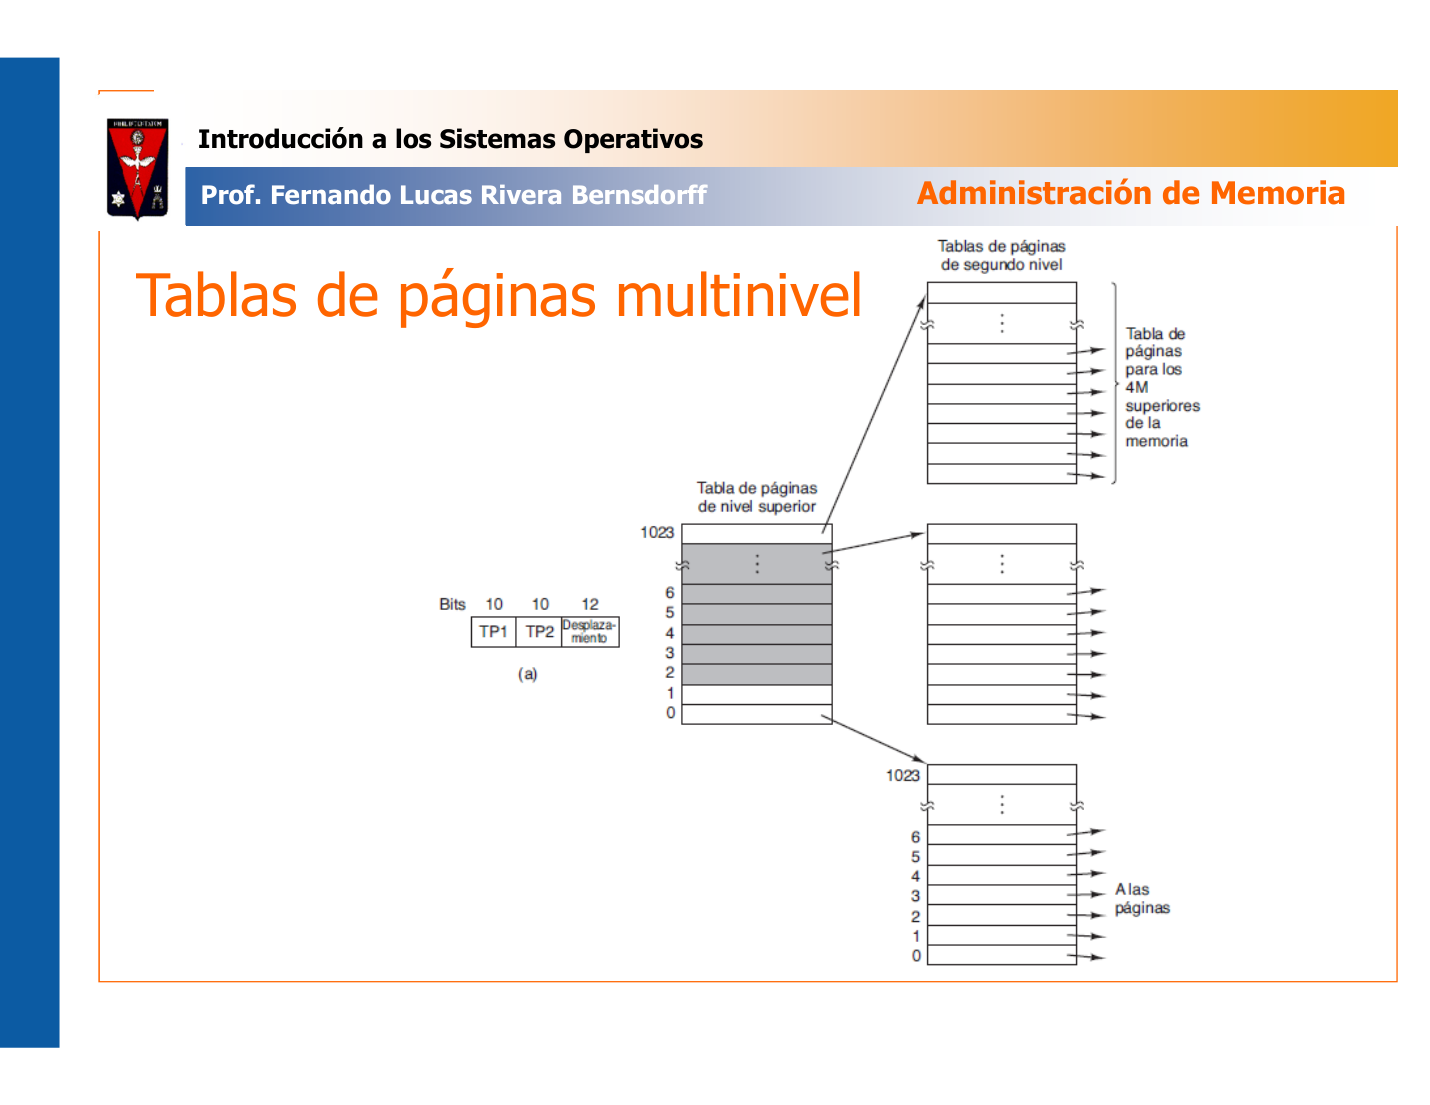 Introducción a los Sistemas Operativos
Prof. Fernando Lucas Rivera Bernsdorff
Administración de Memoria
Tablas de páginas multinivel
Tablas de páginas
de segundo nivel
Tabla de
páginas
para los
4M
superiores
de la
memoria
Tabla de páginas
de nivel superior
1023
6
5
4
3
2
1
0
Bits 10 10 12
TP1 TP2 Desplaza-
miento
(a)
1023
6
5
4
3
2
1
0
A las
páginas